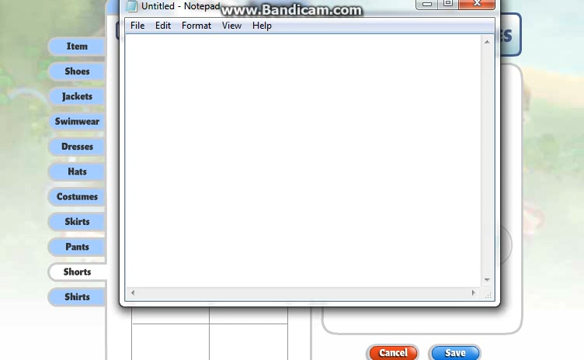 www.Bandicam.com
Untitled - Notepad
File Edit Format View Help
ES
Item
Shoes
Jackets
Swimwear
Dresses
Hats
Costumes
Skirts
Pants
Shorts
Shirts
Cancel Save